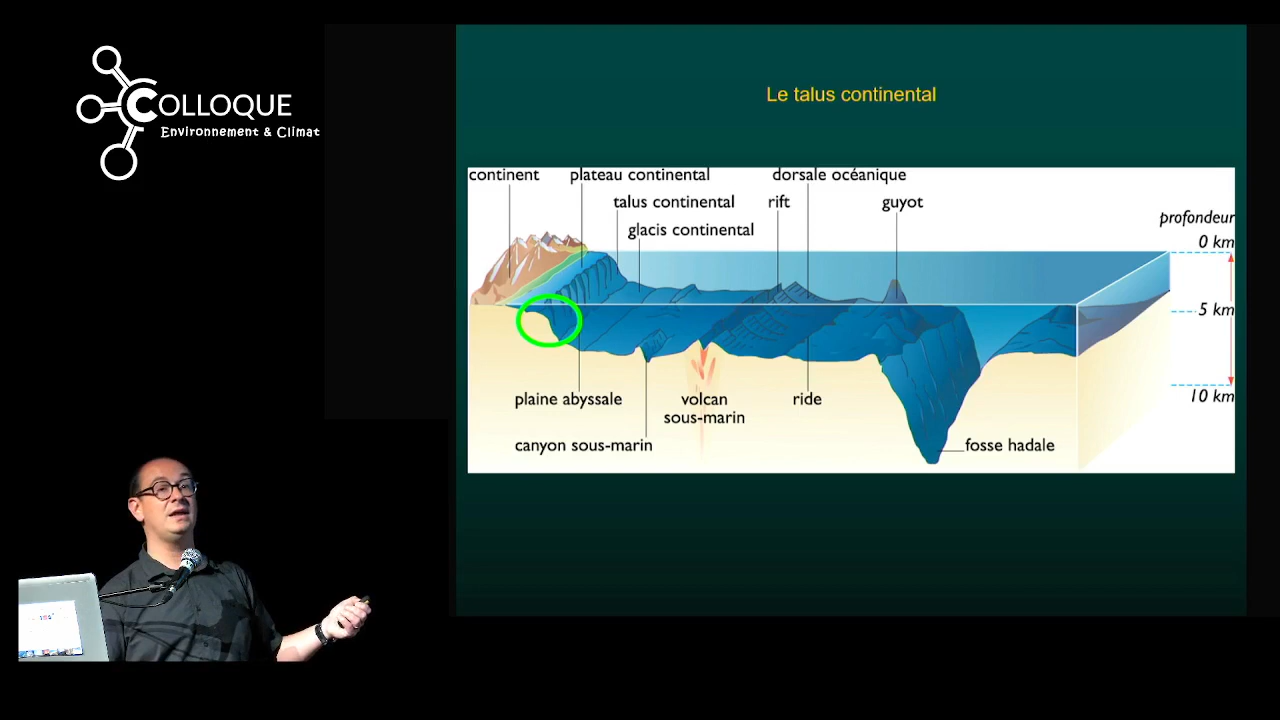 COLLOQUE
Environnement & Climat
Le talus continental
continent
plateau continental
dorsale océanique
talus continental
rift
guyot
glacis continental
profondeur
0 km
5 km
10 km
plaine abyssale
volcan
sous-marin
ride
canyon sous-marin
fosse hadale